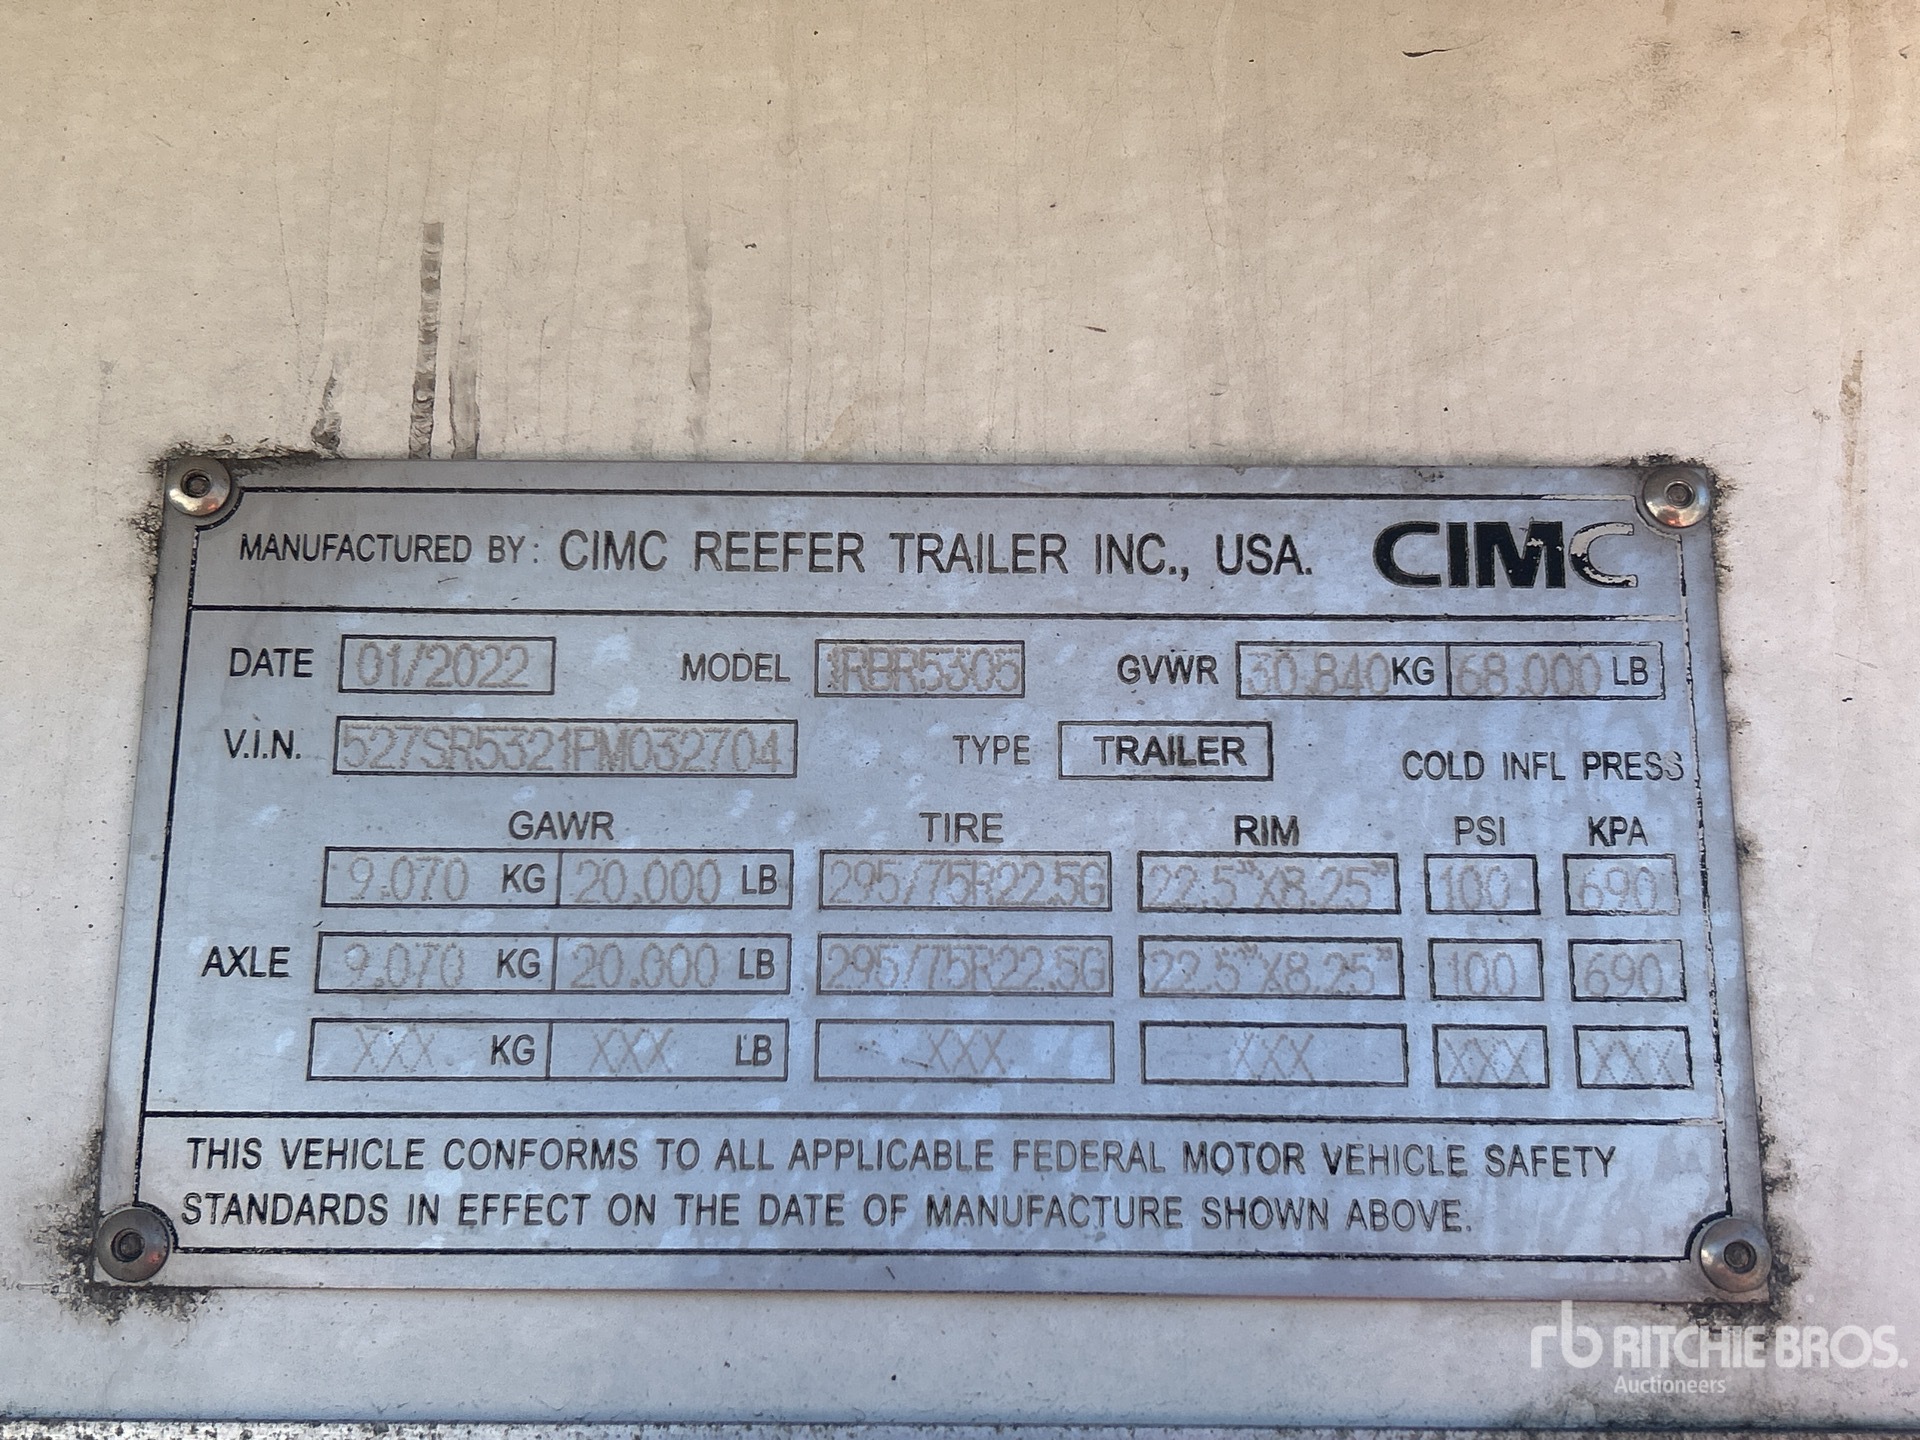 MANUFACTURED BY: CIMC REEFER TRAILER INC., USA. CIMC
DATE 01/2022 MODEL 1RBR5305 GVWR 30.840 KG 68.000 LB
V.I.N. 527SR5321PM032704 TYPE TRAILER COLD INFL PRESS
GAWR TIRE RIM PSI KPA
9.070 KG 20.000 LB 295/75R22.5G 22.5"X8.25" 100 690
AXLE 9.070 KG 20.000 LB 295/75R22.5G 22.5"X8.25" 100 690
XXX KG XXX LB XXX XXX XXX XXX
THIS VEHICLE CONFORMS TO ALL APPLICABLE FEDERAL MOTOR VEHICLE SAFETY
STANDARDS IN EFFECT ON THE DATE OF MANUFACTURE SHOWN ABOVE.
rb RITCHIE BROS.
Auctioneers